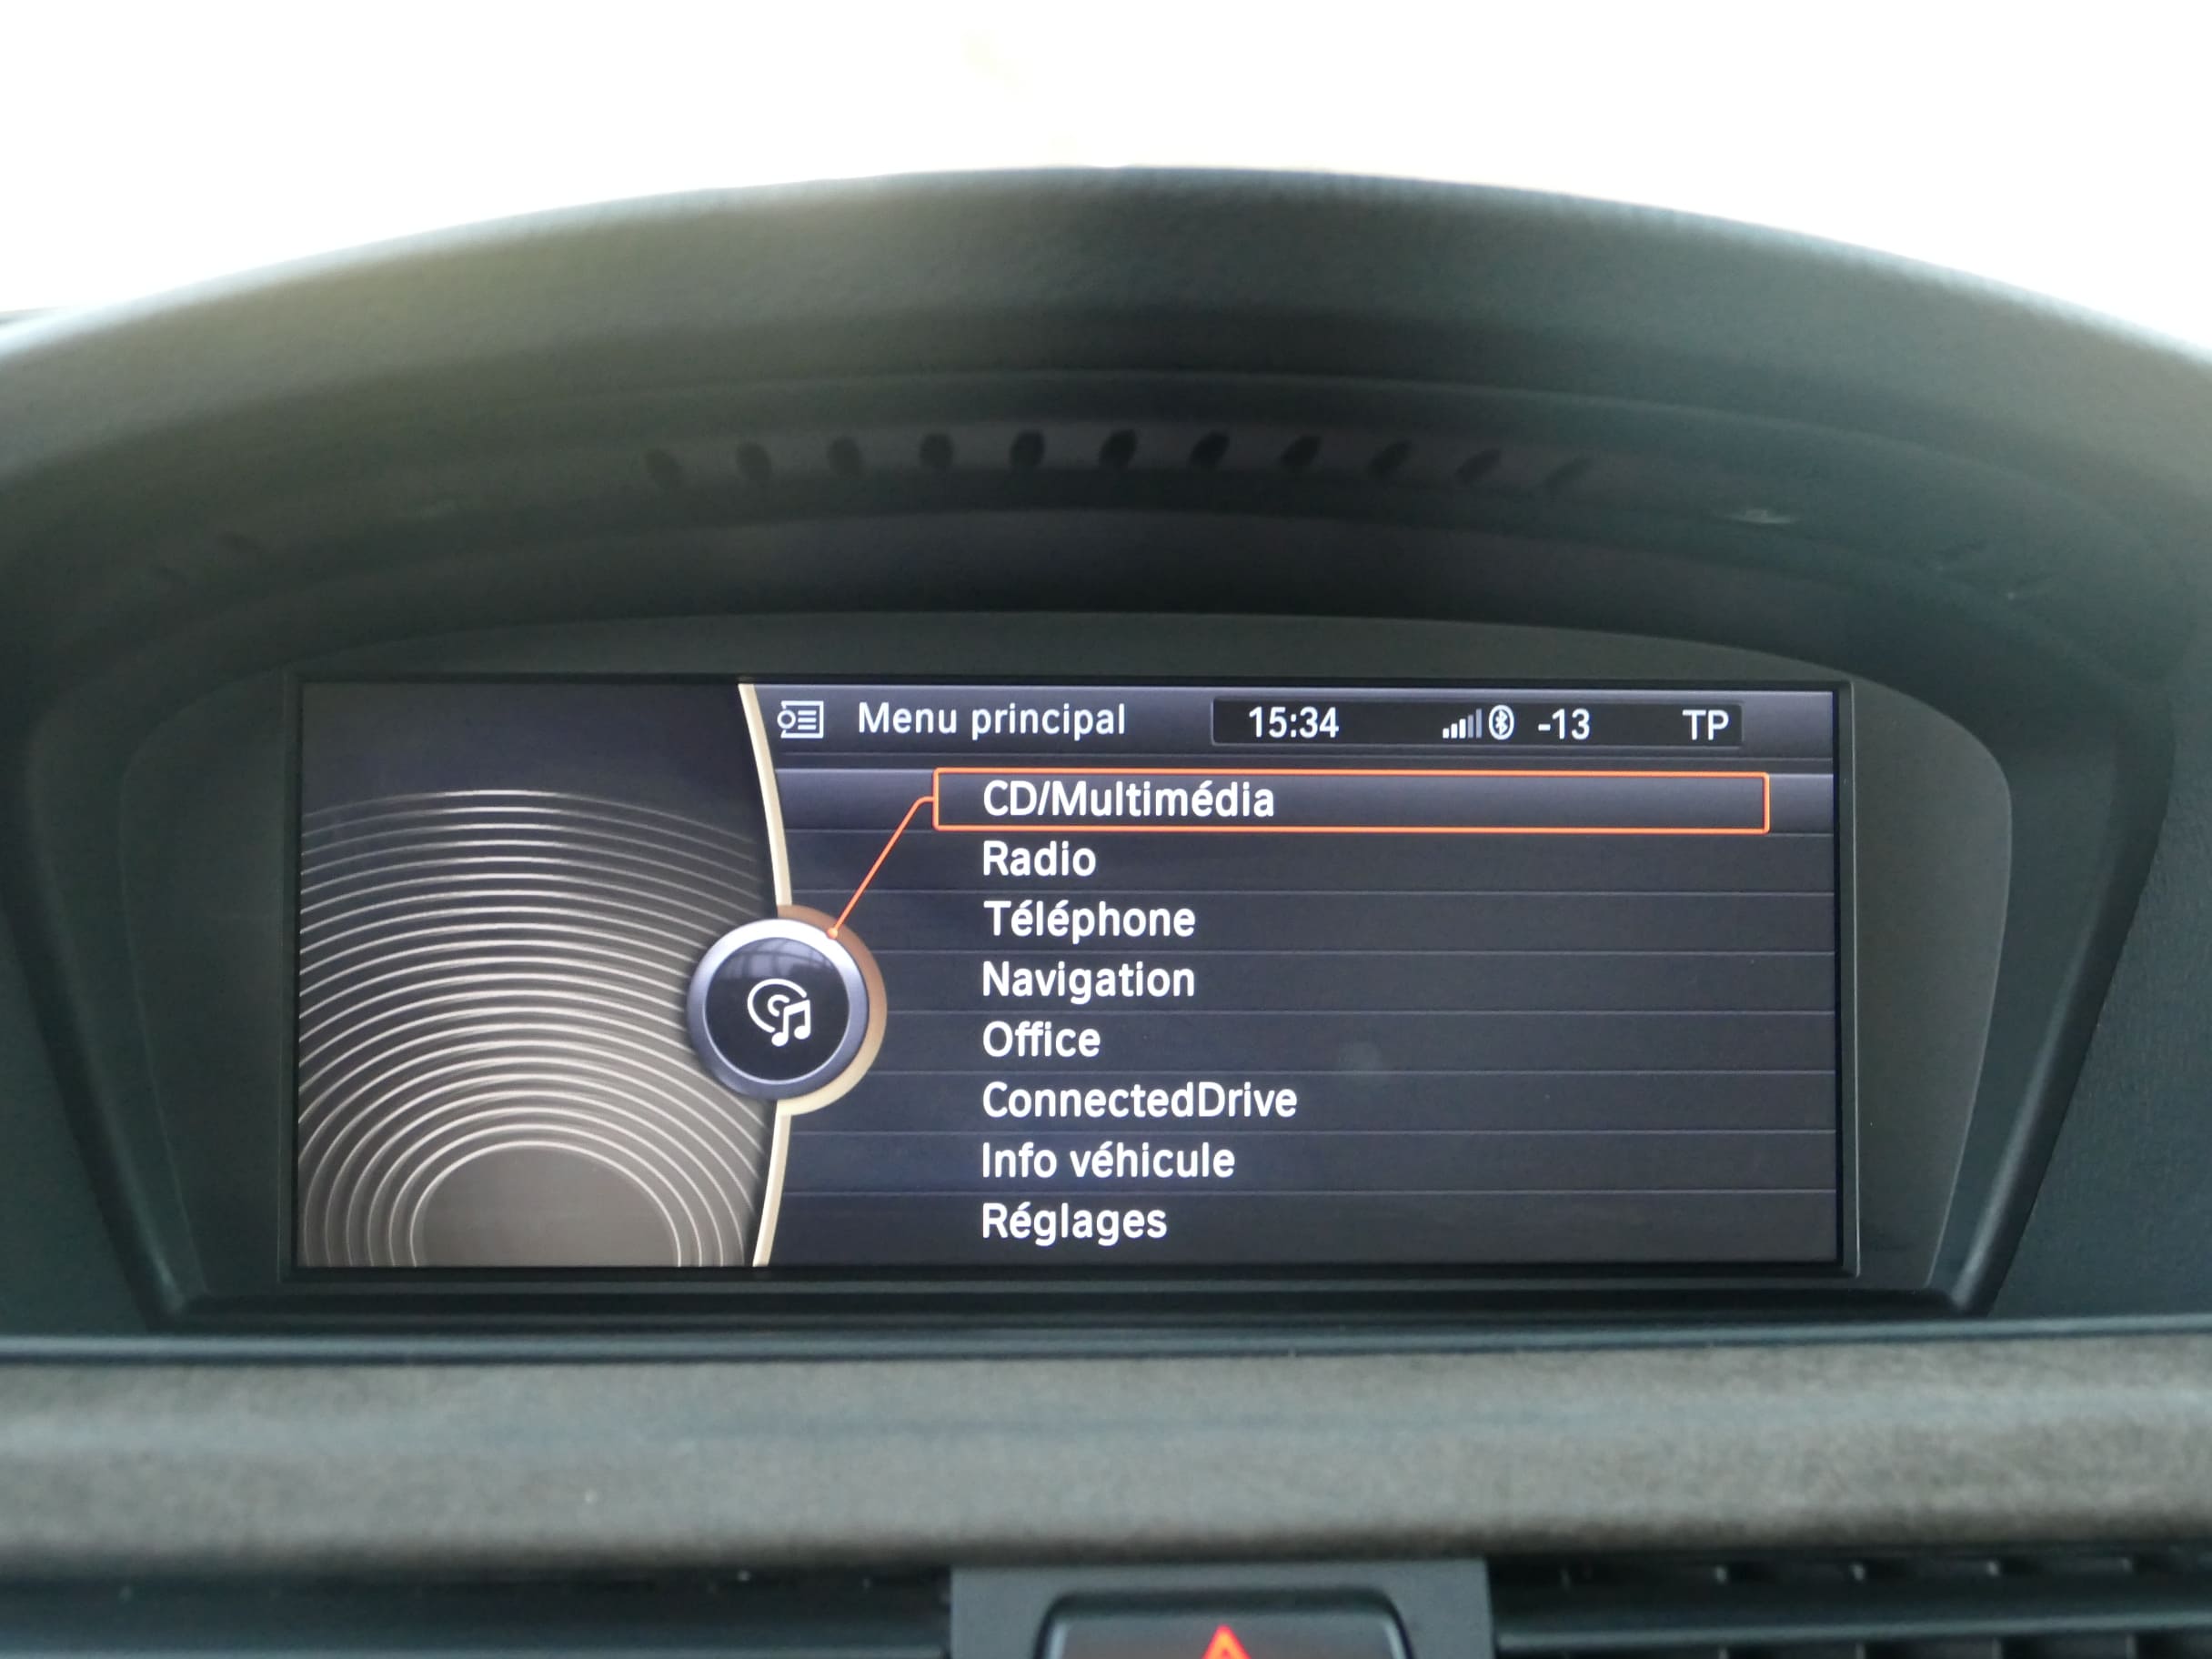 Menu principal 15:34 -13 TP
CD/Multimédia
Radio
Téléphone
Navigation
Office
ConnectedDrive
Info véhicule
Réglages